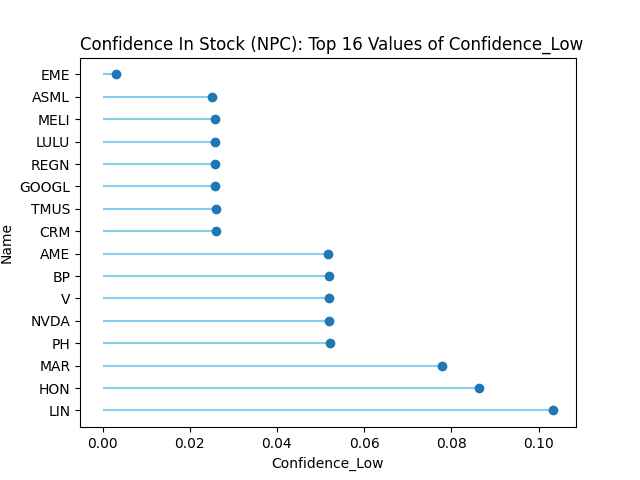 Confidence In Stock (NPC): Top 16 Values of Confidence_Low
EME
ASML
MELI
LULU
REGN
GOOGL
TMUS
CRM
AME
BP
V
NVDA
PH
MAR
HON
LIN
Name
0.00 0.02 0.04 0.06 0.08 0.10
Confidence_Low